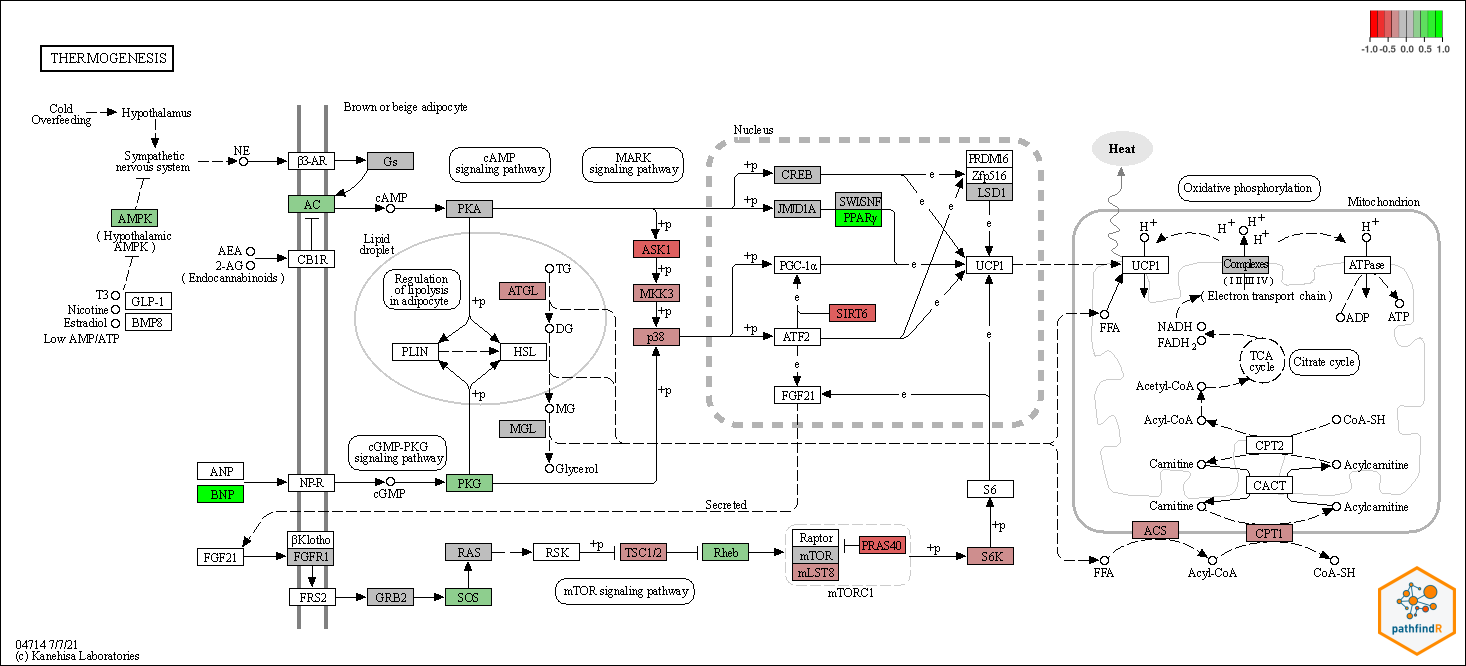 -1.0 -0.5 0.0 0.5 1.0
THERMOGENESIS
Cold
Overfeeding
Hypothalamus
Sympathetic
nervous system
AMPK
( Hypothalamic
AMPK )
T3
Nicotine
Estradiol
Low AMP/ATP
GLP-1
BMP8
NE
AEA
2-AG
( Endocannabinoids )
Brown or beige adipocyte
β3-AR
Gs
AC
cAMP
PKA
CB1R
cAMP
signaling pathway
MARK
signaling pathway
Lipid
droplet
Regulation
of lipolysis
in adipocyte
ATGL
TG
DG
MG
Glycerol
MGL
PLIN
HSL
+p
+p
+p
ASK1
+p
MKK3
+p
p38
+p
cGMP-PKG
signaling pathway
ANP
BNP
NPR
cGMP
PKG
Nucleus
+p
CREB
+p
JMJD1A
SWI/SNF
PPARγ
+p
PGC-1α
SIRT6
+p
ATF2
e
FGF21
e
e
e
e
e
e
e
PRDM16
Zfp516
LSD1
e
UCP1
e
Heat
Oxidative phosphorylation
Mitochondrion
H+
UCP1
H+
H+
H+
Complexes
( I II III IV )
( Electron transport chain )
H+
ATPase
ADP
ATP
FFA
NADH
FADH2
TCA
cycle
Citrate cycle
Acetyl-CoA
Acyl-CoA
CoA-SH
CPT2
Carnitine
Acylcarnitine
CACT
Carnitine
Acylcarnitine
ACS
CPT1
FFA
Acyl-CoA
CoA-SH
Secreted
FGF21
βKlotho
FGFR1
FRS2
GRB2
SOS
RAS
RSK
+p
TSC1/2
Rheb
mTOR signaling pathway
Raptor
mTOR
mLST8
PRAS40
mTORC1
+p
S6K
+p
S6
04714 7/7/21
(c) Kanehisa Laboratories
pathfindR